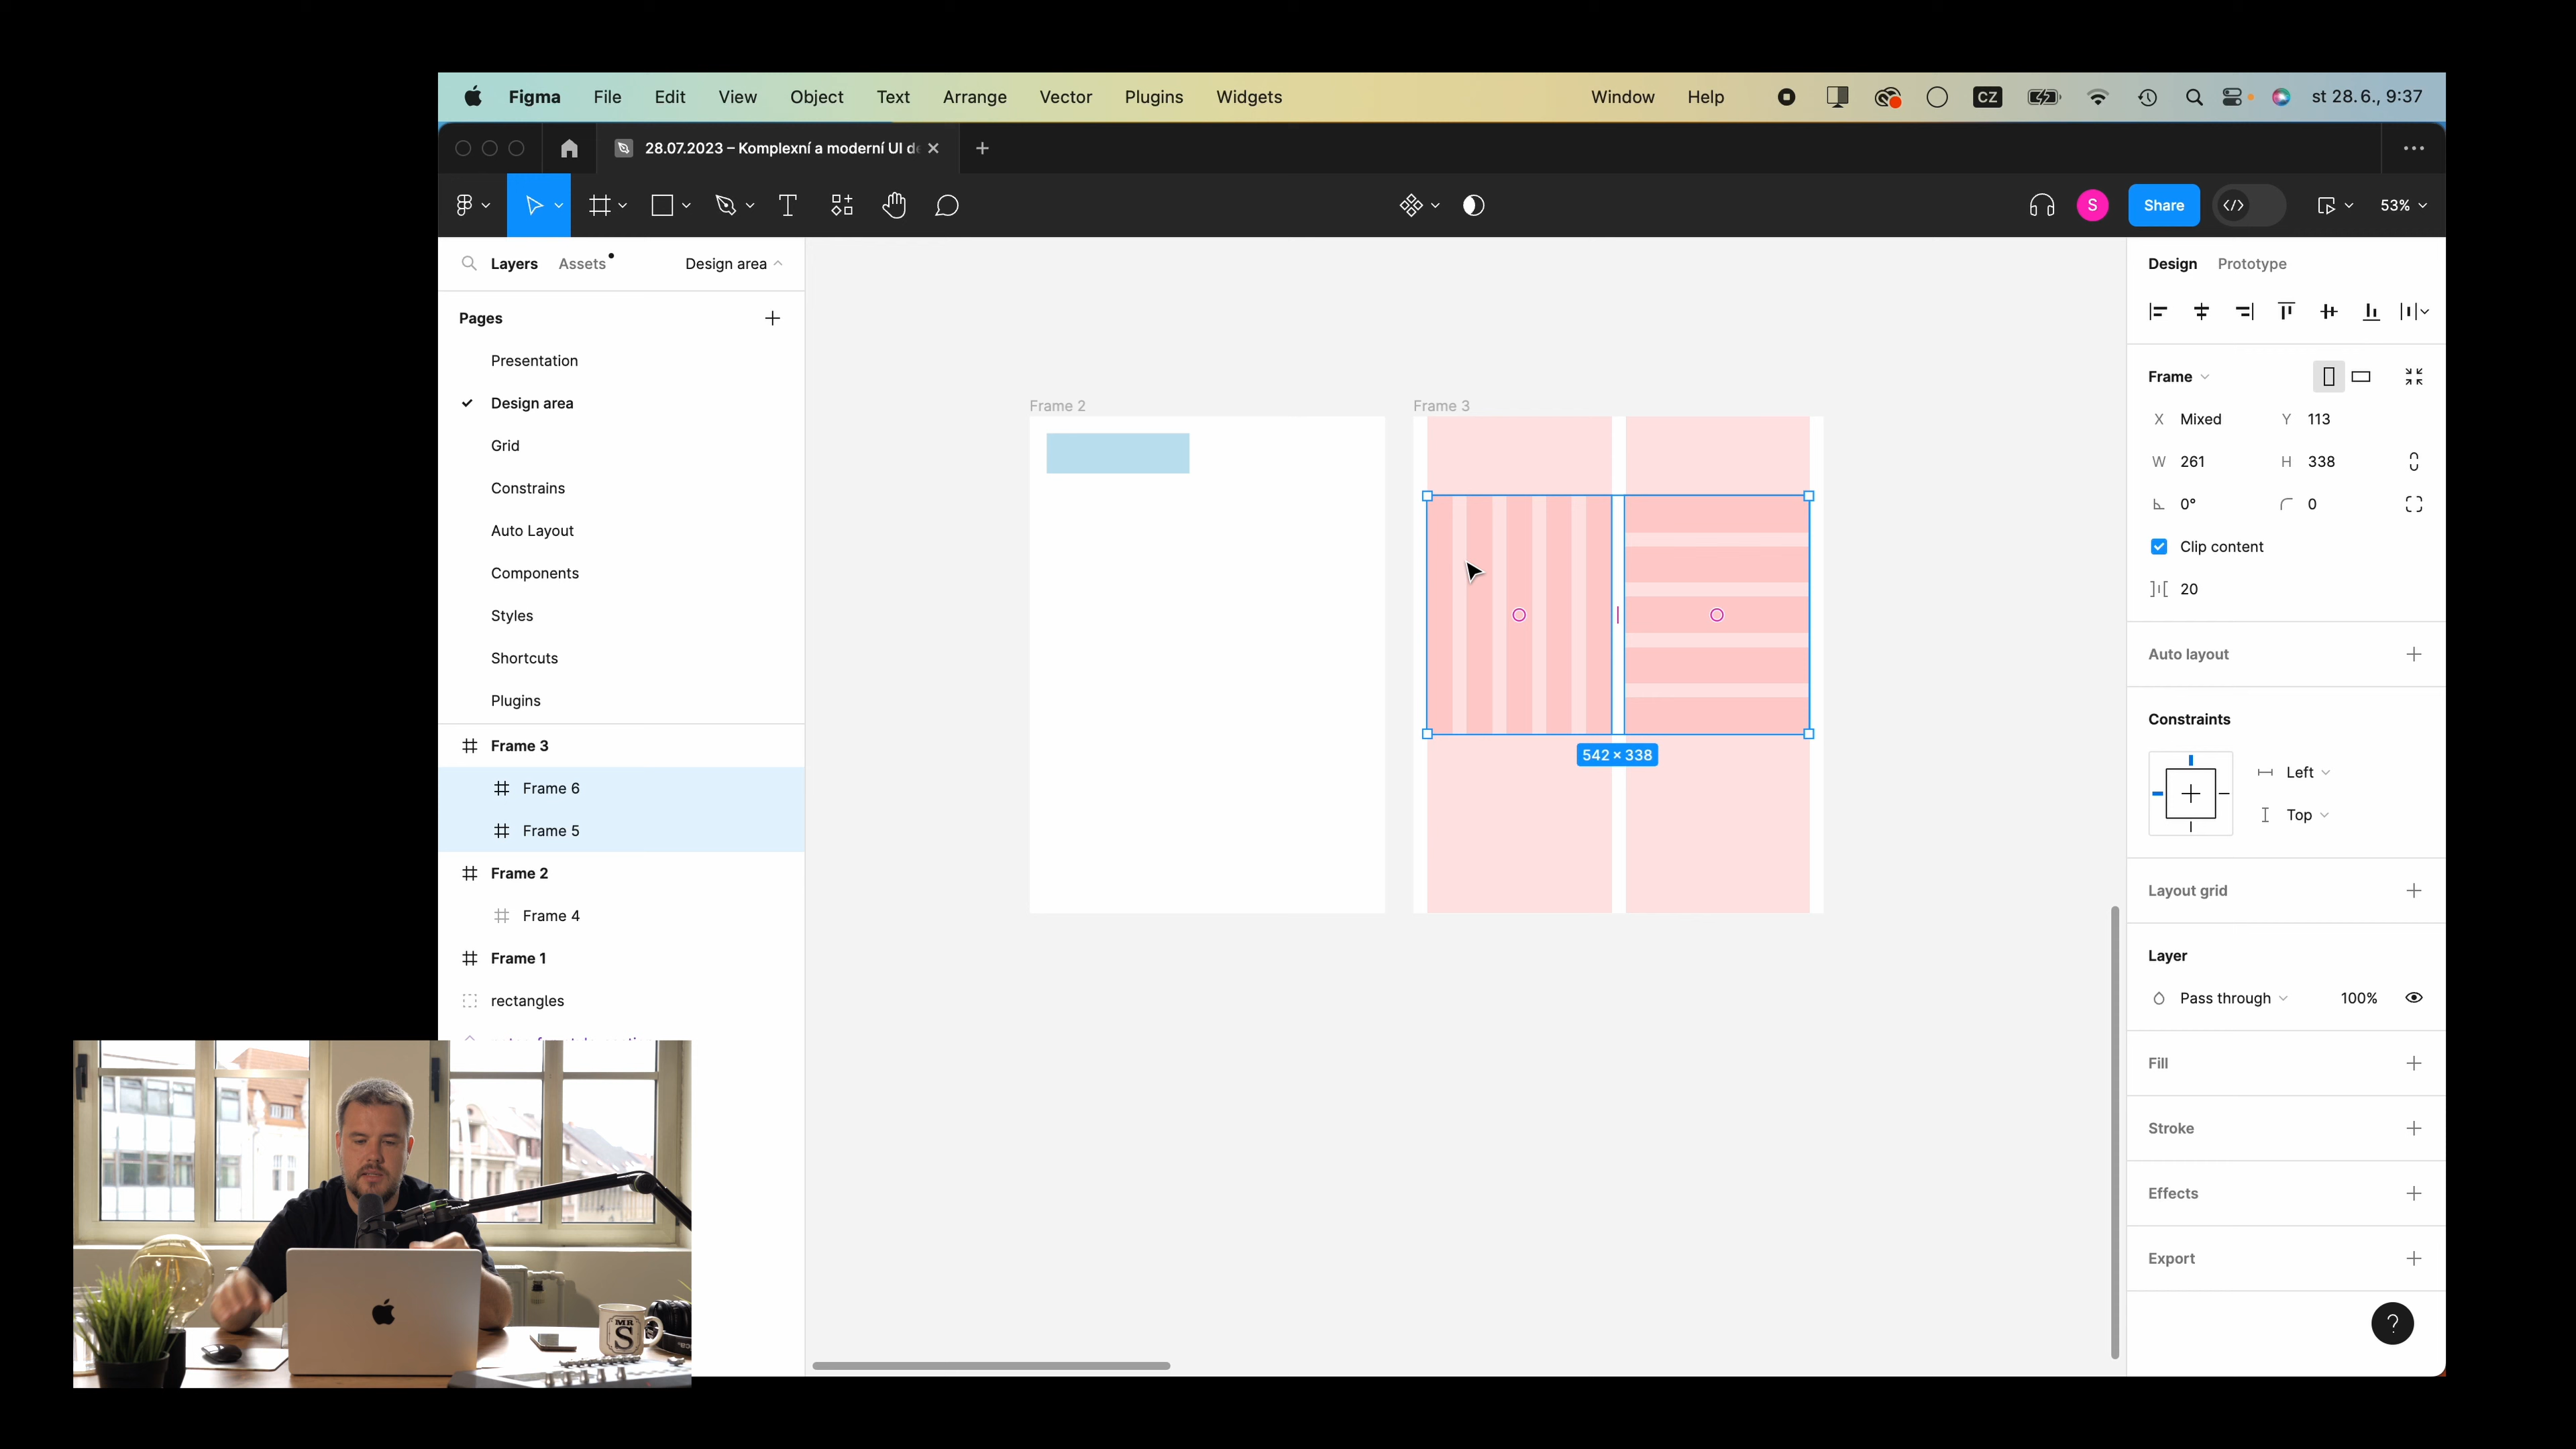 Figma File Edit View Object Text Arrange Vector Plugins Widgets Window Help CZ st 28. 6., 9:37
28.07.2023 – Komplexní a moderní UI de
S Share 53%
Layers Assets Design area
Design Prototype
Pages
Presentation
Design area
Grid
Constrains
Auto Layout
Components
Styles
Shortcuts
Plugins
Frame 3
Frame 6
Frame 5
Frame 2
Frame 4
Frame 1
rectangles
Frame 2
Frame 3
542 × 338
Frame
X Mixed Y 113
W 261 H 338
0° 0
Clip content
20
Auto layout
Constraints
Left
Top
Layout grid
Layer
Pass through 100%
Fill
Stroke
Effects
Export
?
MR
S